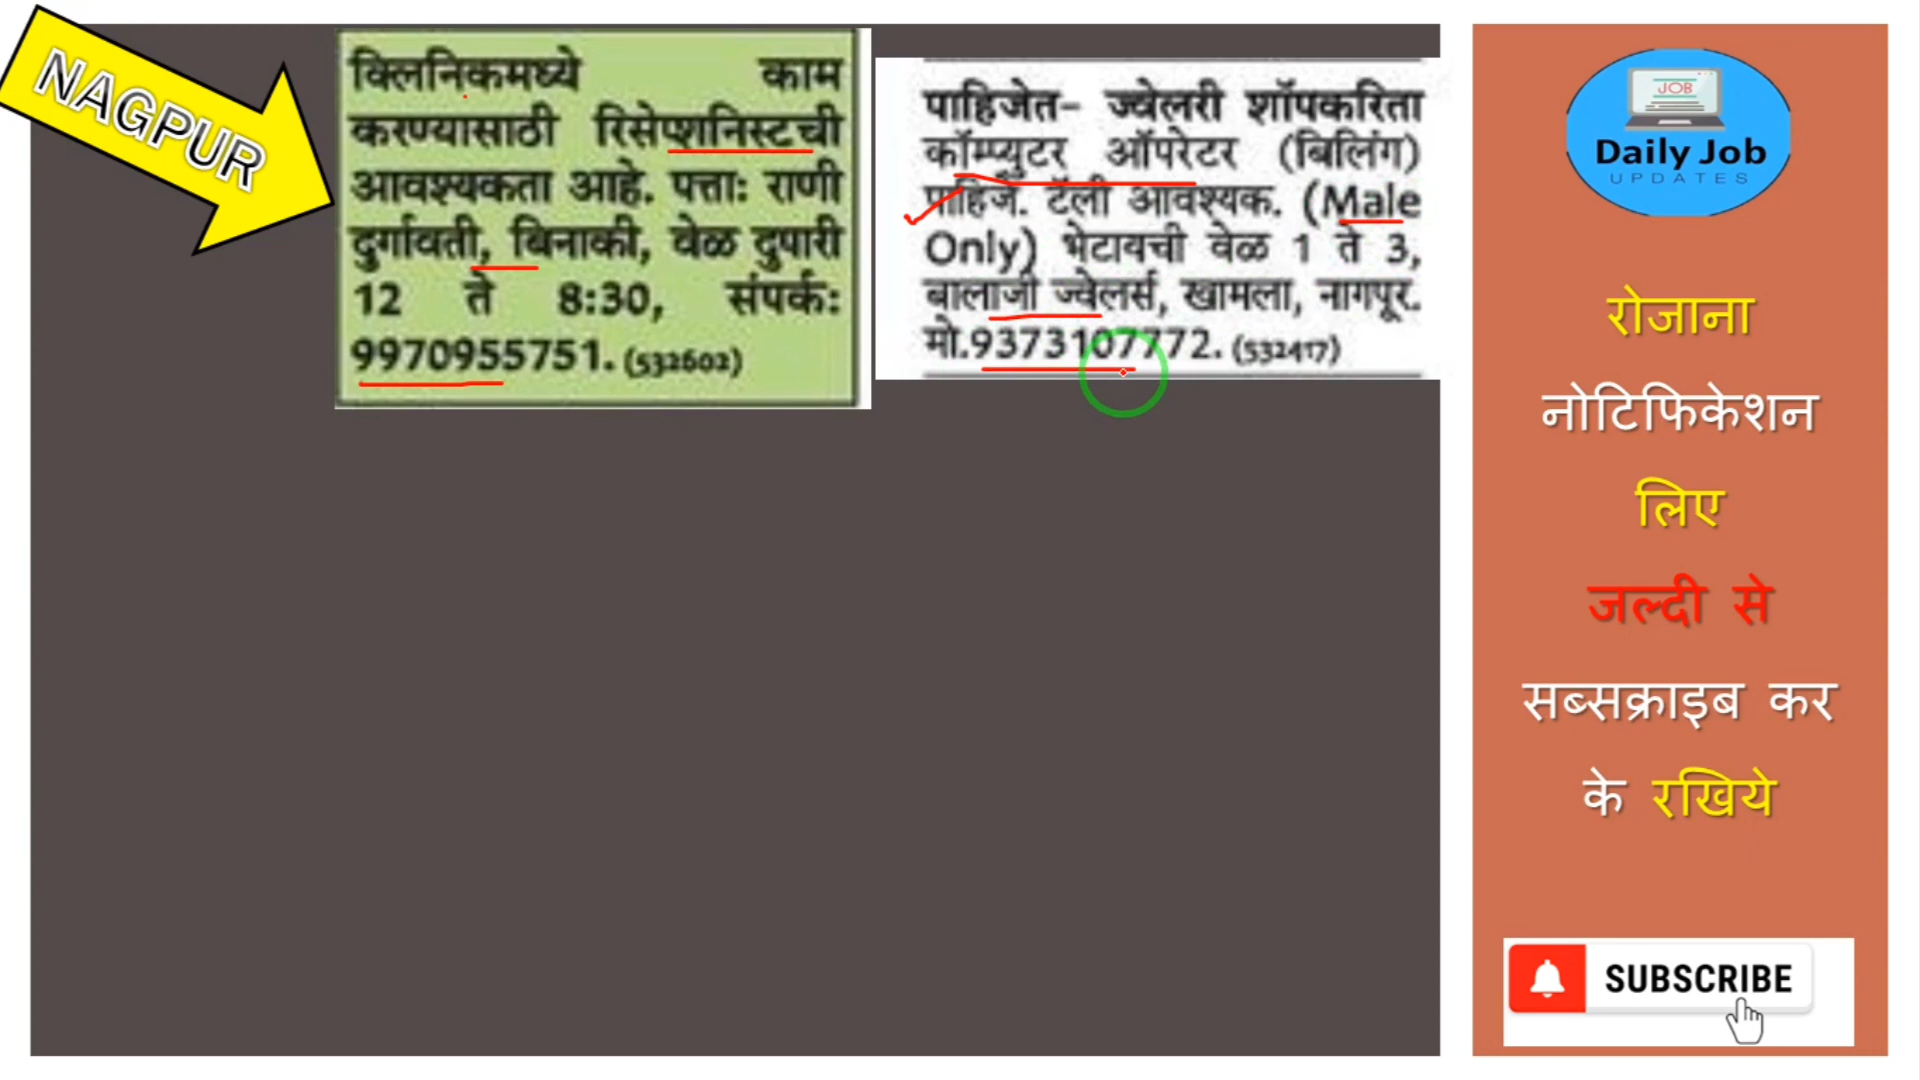 NAGPUR
क्लिनिकमध्ये काम
करण्यासाठी रिसेप्शनिस्टची
आवश्यकता आहे. पत्ताः राणी
दुर्गावती, बिनाकी, वेळ दुपारी
12 ते 8:30, संपर्क:
9970955751. (532602)
पाहिजेत- ज्वेलरी शॉपकरिता
कॉम्प्युटर ऑपरेटर (बिलिंग)
पाहिजे. टॅली आवश्यक. (Male
Only) भेटायची वेळ 1 ते 3,
बालाजी ज्वेलर्स, खामला, नागपूर.
मो.9373107772. (532417)
JOB
Daily Job
UPDATES
रोजाना
नोटिफिकेशन
लिए
जल्दी से
सब्सक्राइब कर
के रखिये
SUBSCRIBE